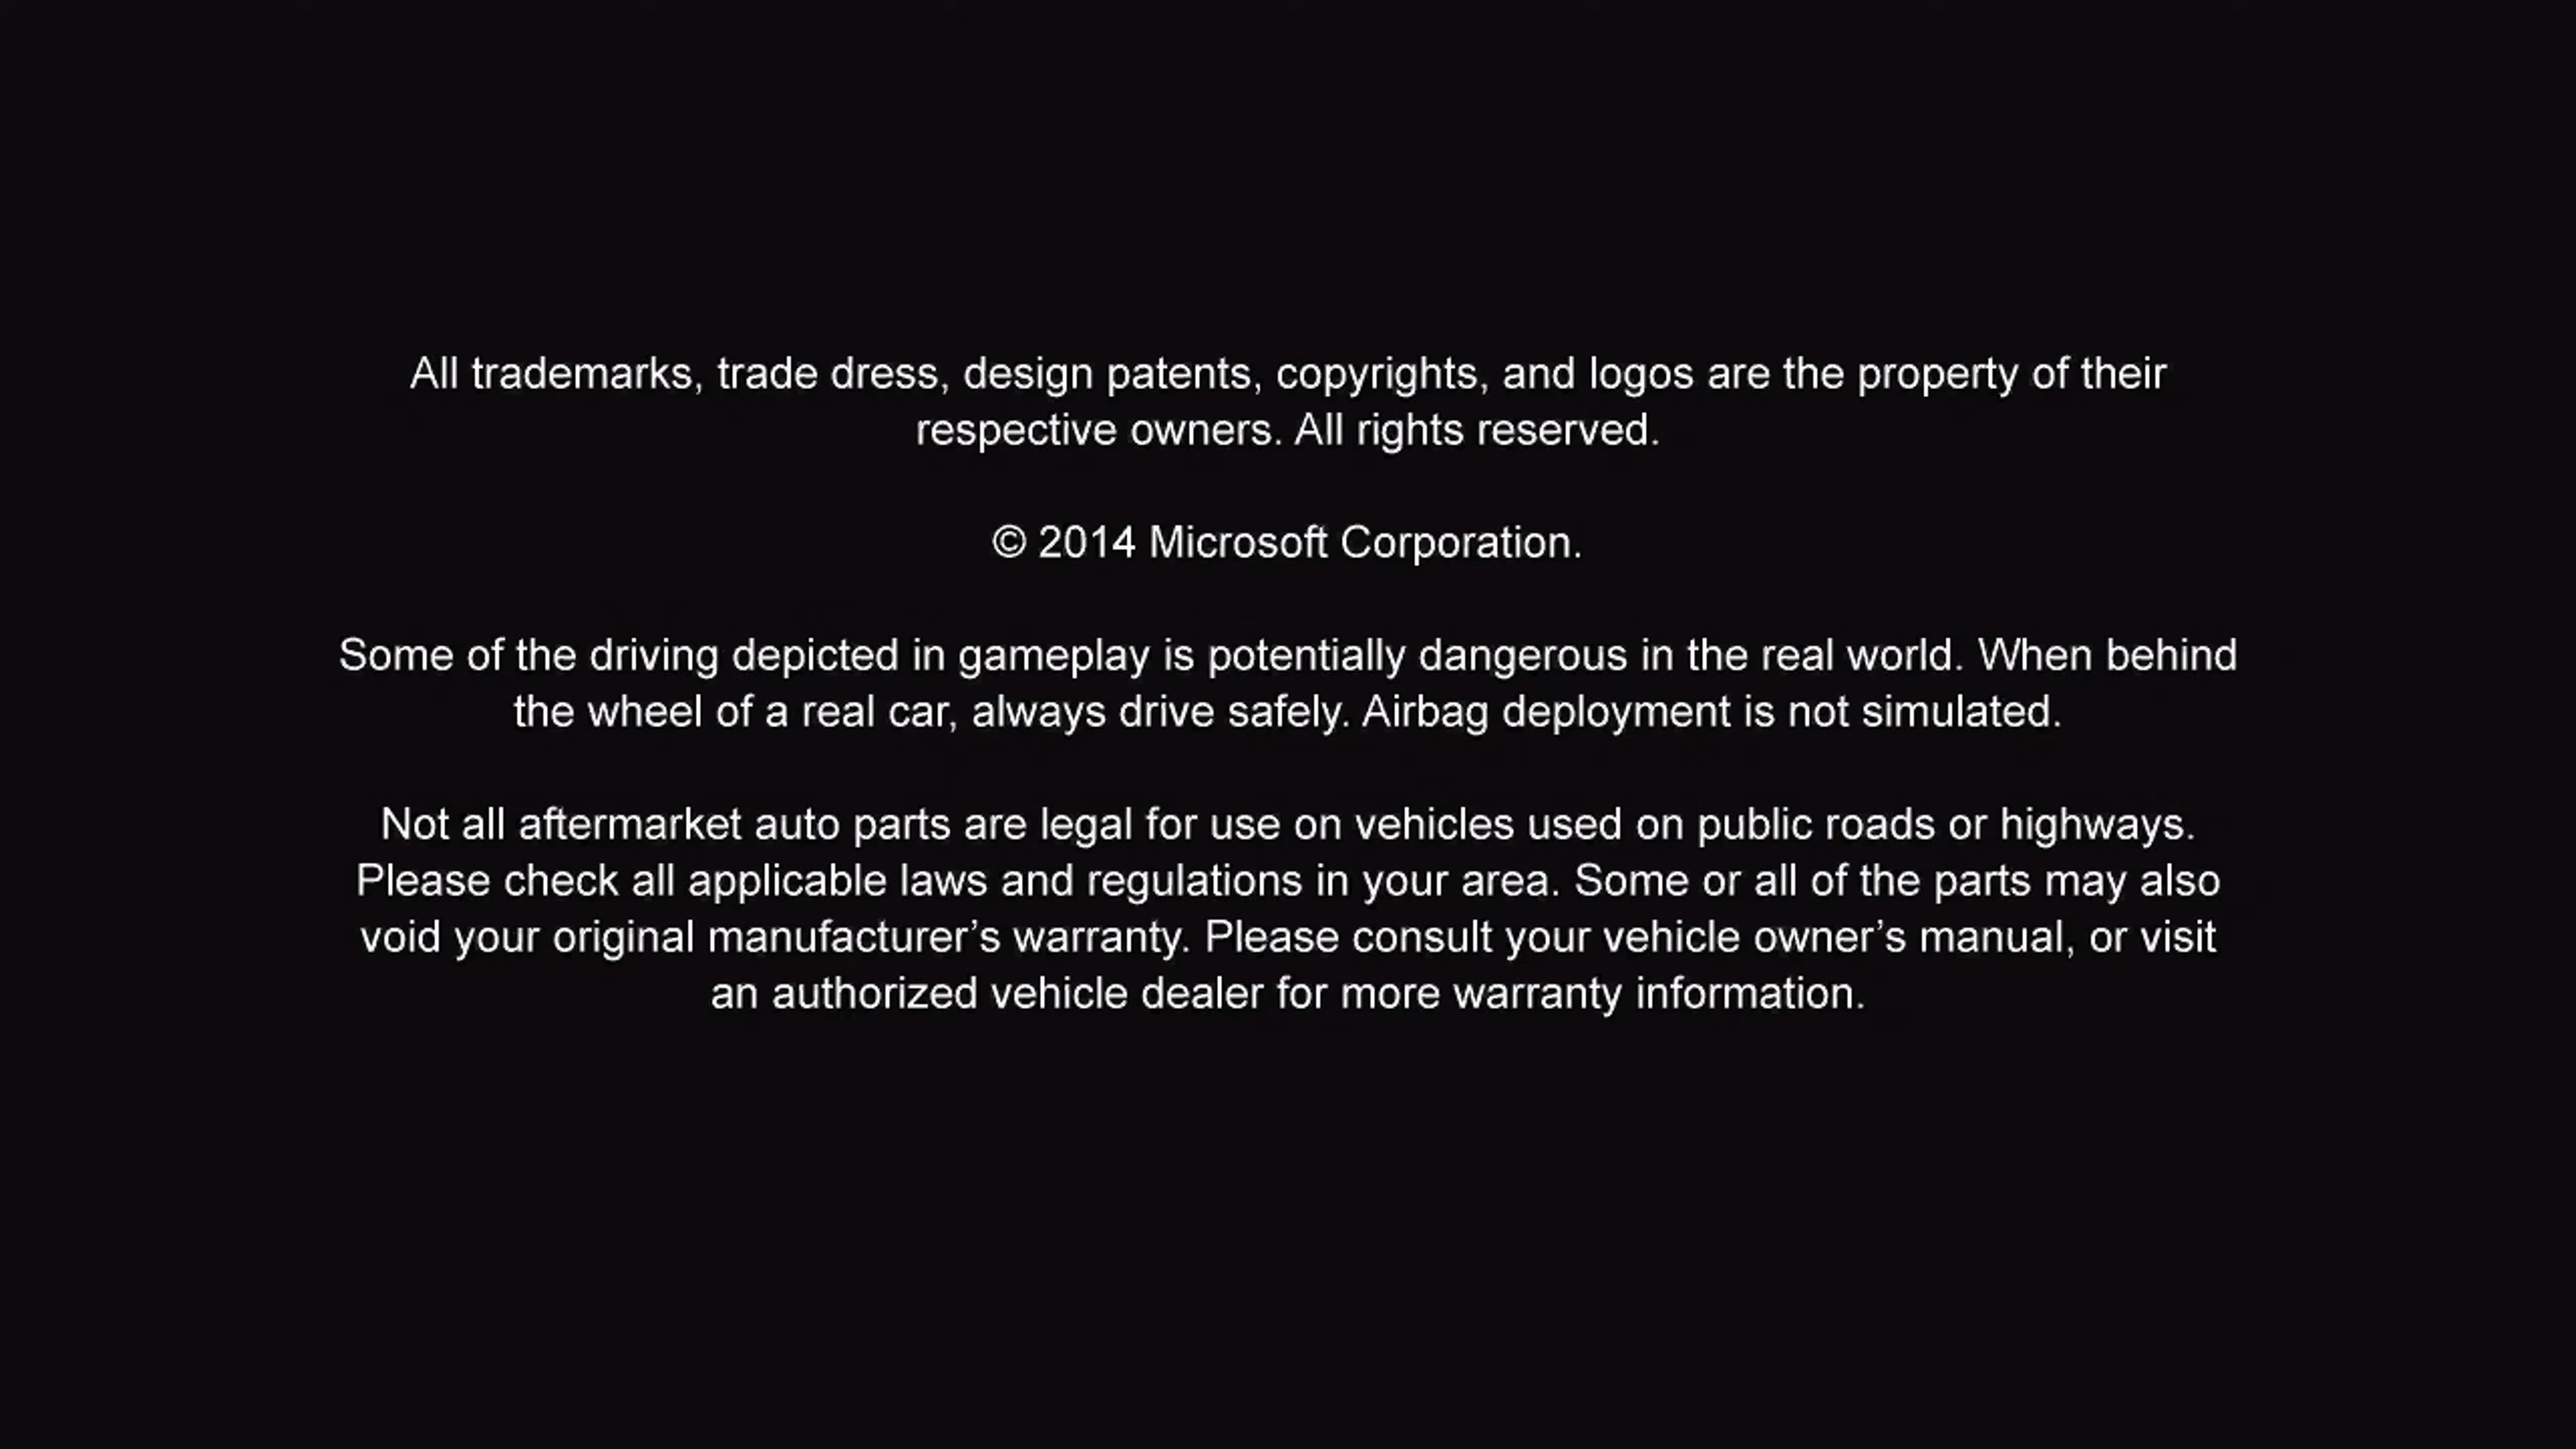 All trademarks, trade dress, design patents, copyrights, and logos are the property of their
respective owners. All rights reserved.
© 2014 Microsoft Corporation.
Some of the driving depicted in gameplay is potentially dangerous in the real world. When behind
the wheel of a real car, always drive safely. Airbag deployment is not simulated.
Not all aftermarket auto parts are legal for use on vehicles used on public roads or highways.
Please check all applicable laws and regulations in your area. Some or all of the parts may also
void your original manufacturer’s warranty. Please consult your vehicle owner’s manual, or visit
an authorized vehicle dealer for more warranty information.